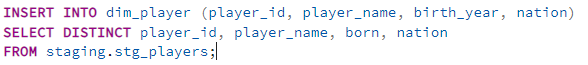 INSERT INTO dim_player (player_id, player_name, birth_year, nation)
SELECT DISTINCT player_id, player_name, born, nation
FROM staging.stg_players;